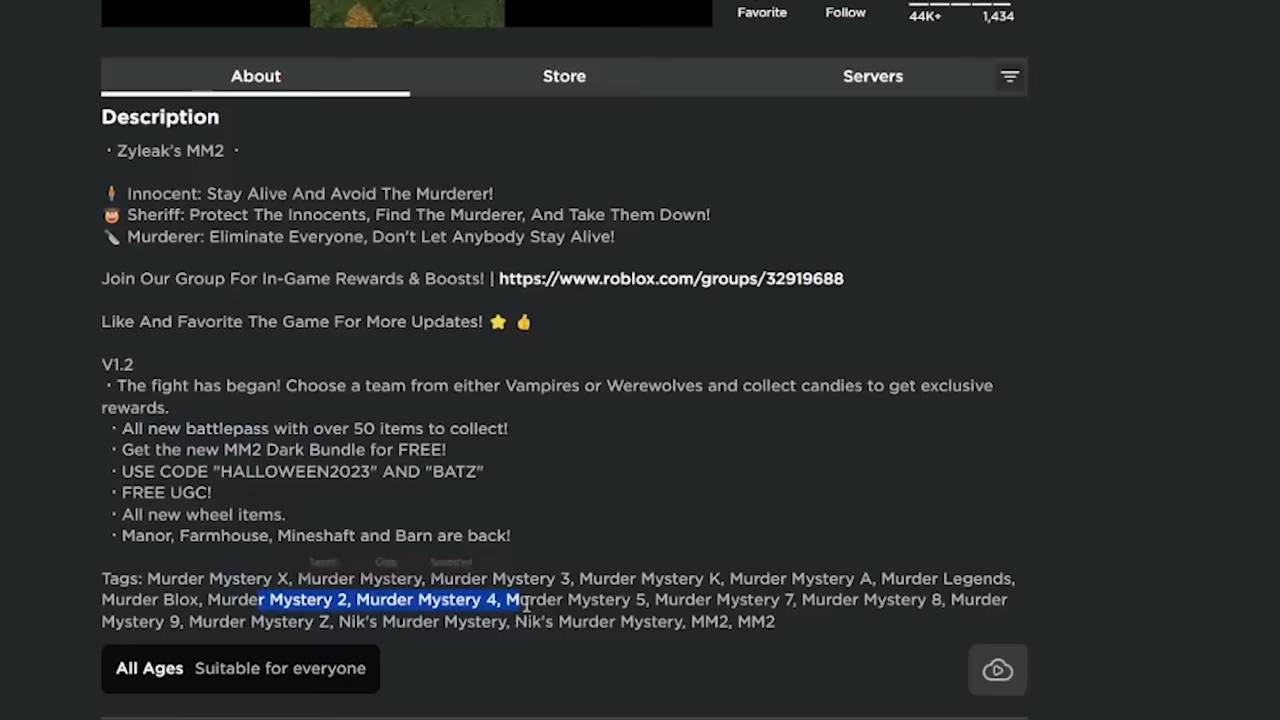 Favorite Follow 44K+ 1,434
About Store Servers
Description
· Zyleak's MM2 ·
Innocent: Stay Alive And Avoid The Murderer!
Sheriff: Protect The Innocents, Find The Murderer, And Take Them Down!
Murderer: Eliminate Everyone, Don't Let Anybody Stay Alive!
Join Our Group For In-Game Rewards & Boosts! | https://www.roblox.com/groups/32919688
Like And Favorite The Game For More Updates!
V1.2
· The fight has began! Choose a team from either Vampires or Werewolves and collect candies to get exclusive
rewards.
· All new battlepass with over 50 items to collect!
· Get the new MM2 Dark Bundle for FREE!
· USE CODE "HALLOWEEN2023" AND "BATZ"
· FREE UGC!
· All new wheel items.
· Manor, Farmhouse, Mineshaft and Barn are back!
Tags: Murder Mystery X, Murder Mystery, Murder Mystery 3, Murder Mystery K, Murder Mystery A, Murder Legends,
Murder Blox, Murder Mystery 2, Murder Mystery 4, Murder Mystery 5, Murder Mystery 7, Murder Mystery 8, Murder
Mystery 9, Murder Mystery Z, Nik's Murder Mystery, Nik's Murder Mystery, MM2, MM2
All Ages Suitable for everyone